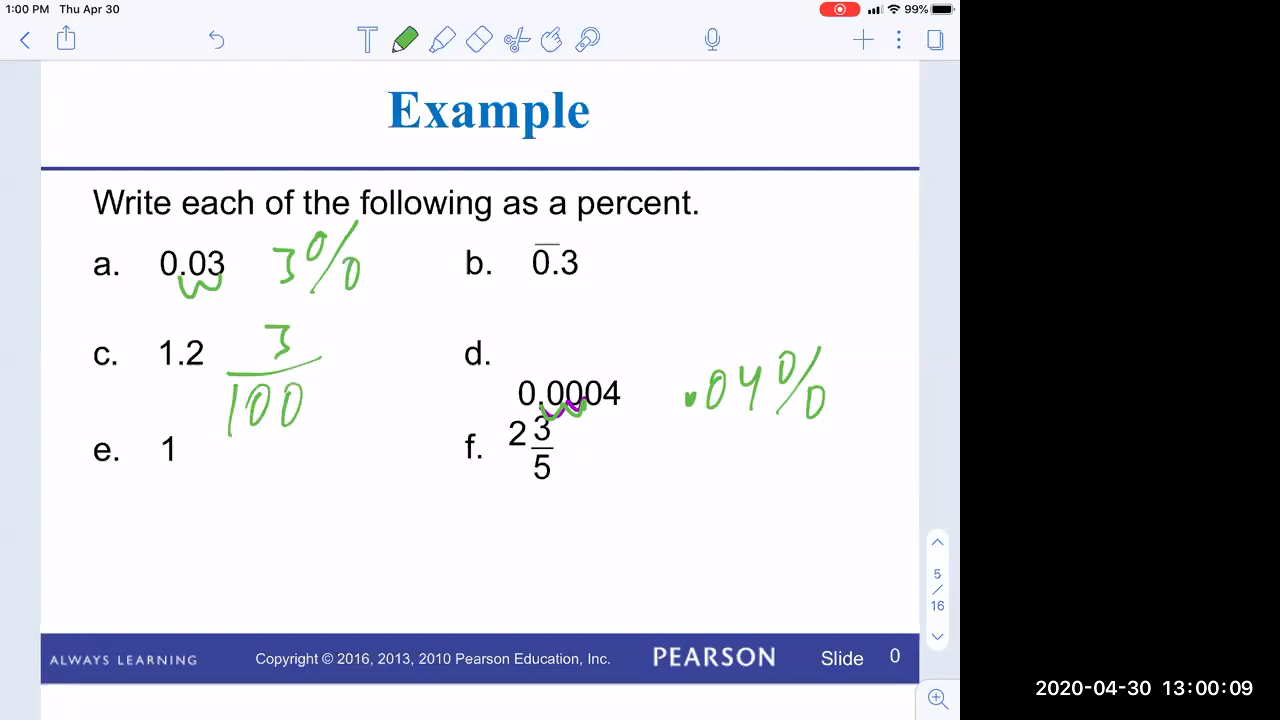 1:00 PM Thu Apr 30
99%
Example
Write each of the following as a percent.
a. 0.03 3%
b. 0̅.3
c. 1.2 3/100
d. 0.0004 .04%
e. 1
f. 2 3/5
5
/
16
ALWAYS LEARNING
Copyright © 2016, 2013, 2010 Pearson Education, Inc.
PEARSON
Slide 0
2020-04-30 13:00:09